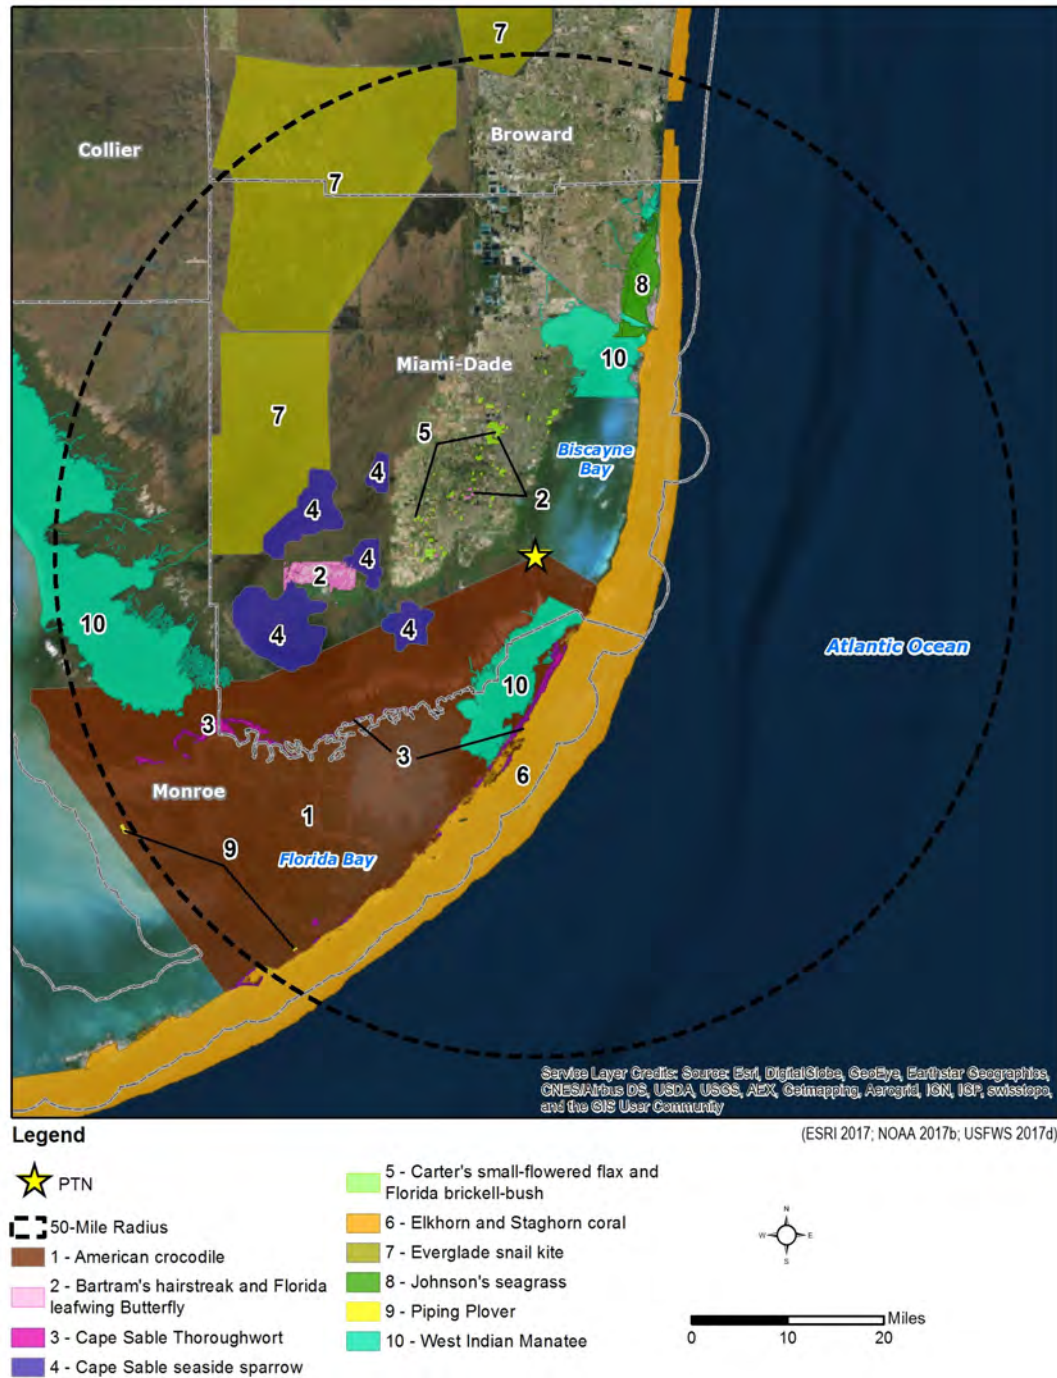 7
Collier
Broward
7
8
10
Miami-Dade
7
5
Biscayne
Bay
4
2
4
4
2
10
4
4
Atlantic Ocean
10
3
3
6
Monroe
1
9
Florida Bay
Service Layer Credits: Source: Esri, DigitalGlobe, GeoEye, Earthstar Geographics,
CNES/Airbus DS, USDA, USGS, AEX, Getmapping, Aerogrid, IGN, IGP, swisstopo,
and the GIS User Community
(ESRI 2017; NOAA 2017b; USFWS 2017d)
Legend
PTN
50-Mile Radius
1 - American crocodile
2 - Bartram's hairstreak and Florida
leafwing Butterfly
3 - Cape Sable Thoroughwort
4 - Cape Sable seaside sparrow
5 - Carter's small-flowered flax and
Florida brickell-bush
6 - Elkhorn and Staghorn coral
7 - Everglade snail kite
8 - Johnson's seagrass
9 - Piping Plover
10 - West Indian Manatee
N
W E
S
Miles
0 10 20